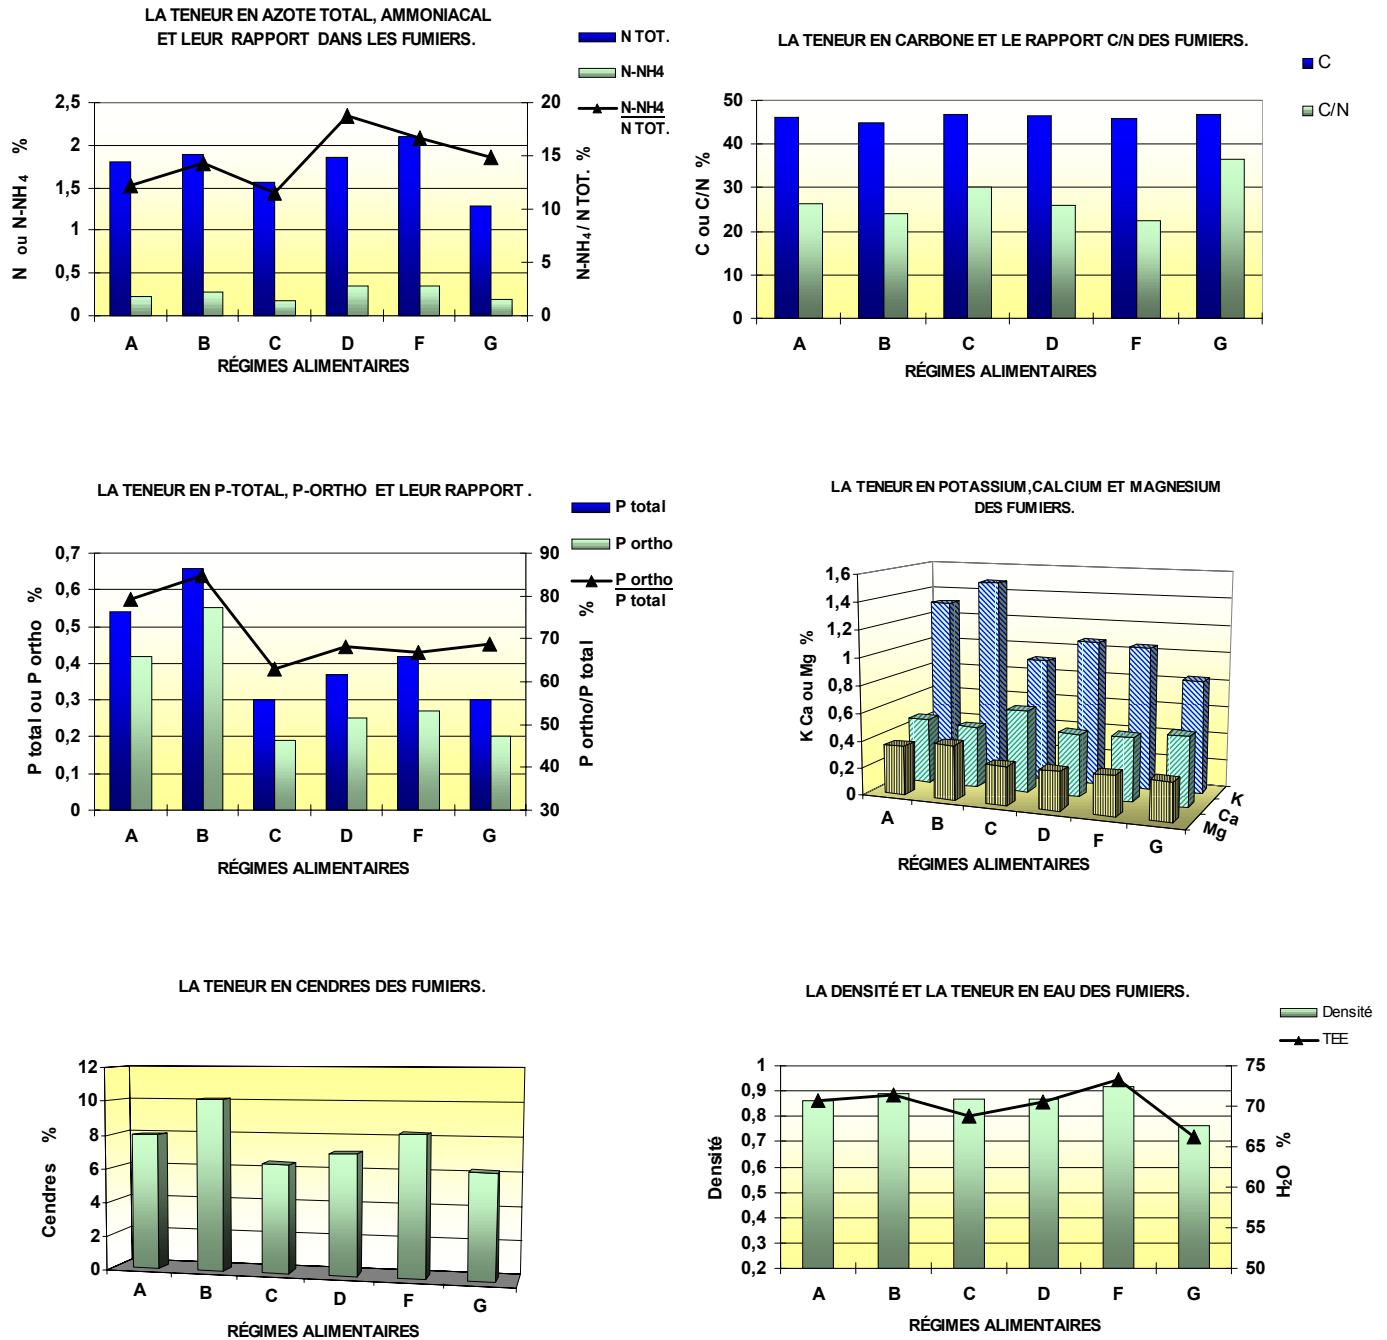 LA TENEUR EN AZOTE TOTAL, AMMONIACAL
ET LEUR RAPPORT DANS LES FUMIERS.
N TOT.
N-NH4
N-NH4
N TOT.
2,5
2
1,5
1
0,5
0
N ou N-NH4 %
20
15
10
5
0
N-NH4 / N TOT. %
A B C D F G
RÉGIMES ALIMENTAIRES
LA TENEUR EN CARBONE ET LE RAPPORT C/N DES FUMIERS.
C
C/N
50
40
30
20
10
0
C ou C/N %
A B C D F G
RÉGIMES ALIMENTAIRES
LA TENEUR EN P-TOTAL, P-ORTHO ET LEUR RAPPORT .
P total
P ortho
P ortho
P total
0,7
0,6
0,5
0,4
0,3
0,2
0,1
0
P total ou P ortho %
90
80
70
60
50
40
30
P ortho/P total %
A B C D F G
RÉGIMES ALIMENTAIRES
LA TENEUR EN POTASSIUM,CALCIUM ET MAGNESIUM
DES FUMIERS.
1,6
1,4
1,2
1
0,8
0,6
0,4
0,2
0
K Ca ou Mg %
A B C D F G
K
Ca
Mg
RÉGIMES ALIMENTAIRES
LA TENEUR EN CENDRES DES FUMIERS.
12
10
8
6
4
2
0
Cendres %
A B C D F G
RÉGIMES ALIMENTAIRES
LA DENSITÉ ET LA TENEUR EN EAU DES FUMIERS.
Densité
TEE
1
0,9
0,8
0,7
0,6
0,5
0,4
0,3
0,2
Densité
75
70
65
60
55
50
H2O %
A B C D F G
RÉGIMES ALIMENTAIRES